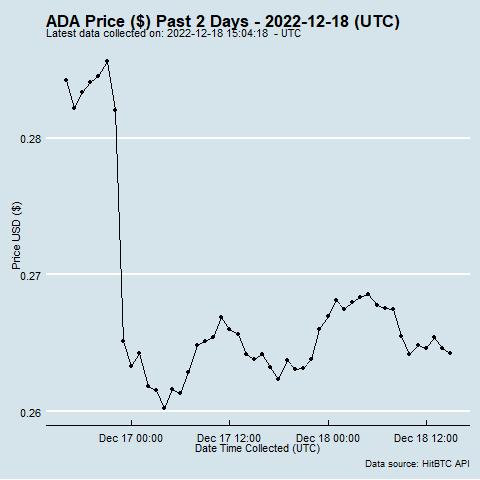 ADA Price ($) Past 2 Days - 2022-12-18 (UTC)
Latest data collected on: 2022-12-18 15:04:18 - UTC
0.28
0.27
0.26
Price USD ($)
Dec 17 00:00 Dec 17 12:00 Dec 18 00:00 Dec 18 12:00
Date Time Collected (UTC)
Data source: HitBTC API